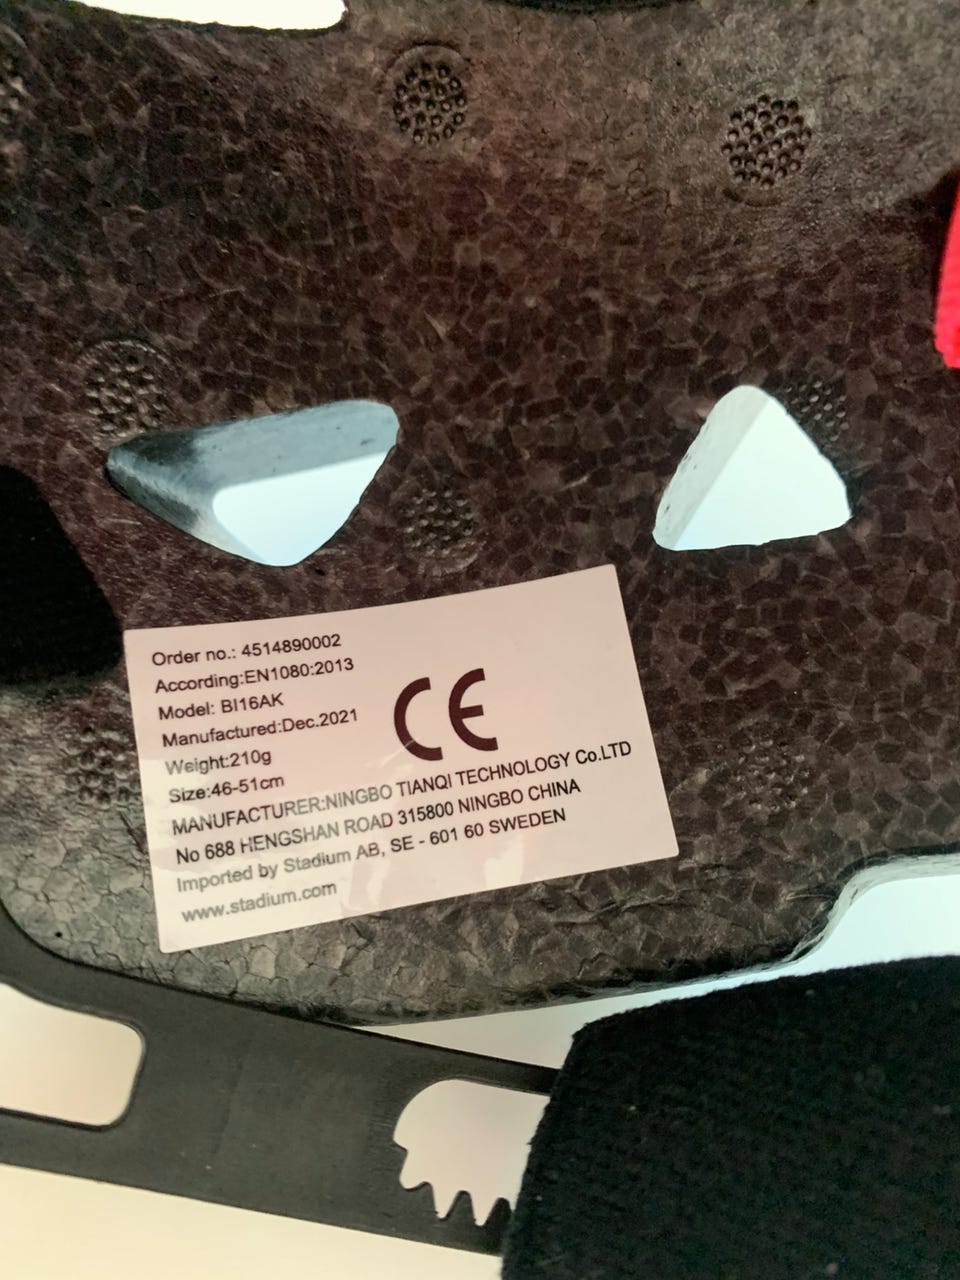 Order no.: 4514890002
According:EN1080:2013
Model: BI16AK
Manufactured:Dec.2021
Weight:210g
Size:46-51cm
CE
MANUFACTURER:NINGBO TIANQI TECHNOLOGY Co.LTD
No 688 HENGSHAN ROAD 315800 NINGBO CHINA
Imported by Stadium AB, SE - 601 60 SWEDEN
www.stadium.com